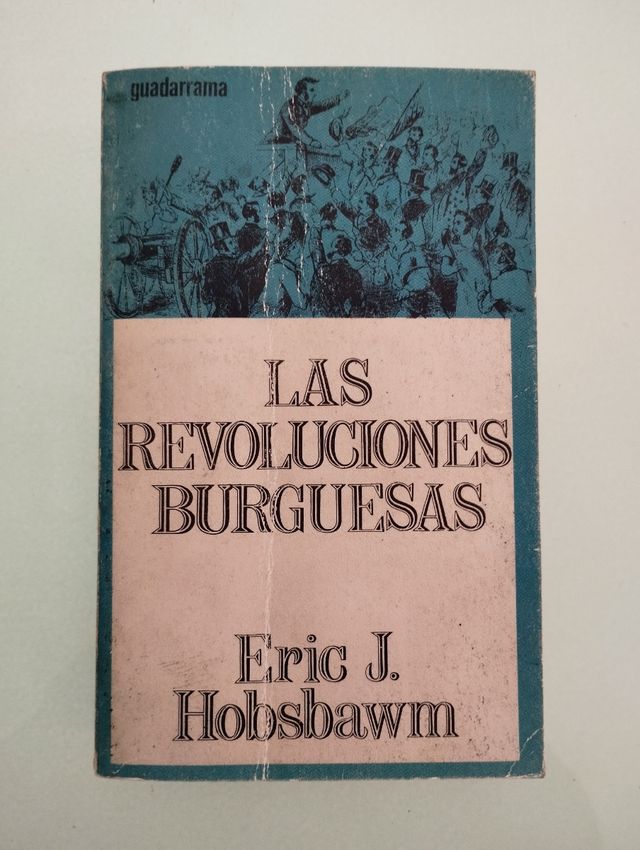 guadarrama
LAS
REVOLUCIONES
BURGUESAS
Eric J.
Hobsbawm